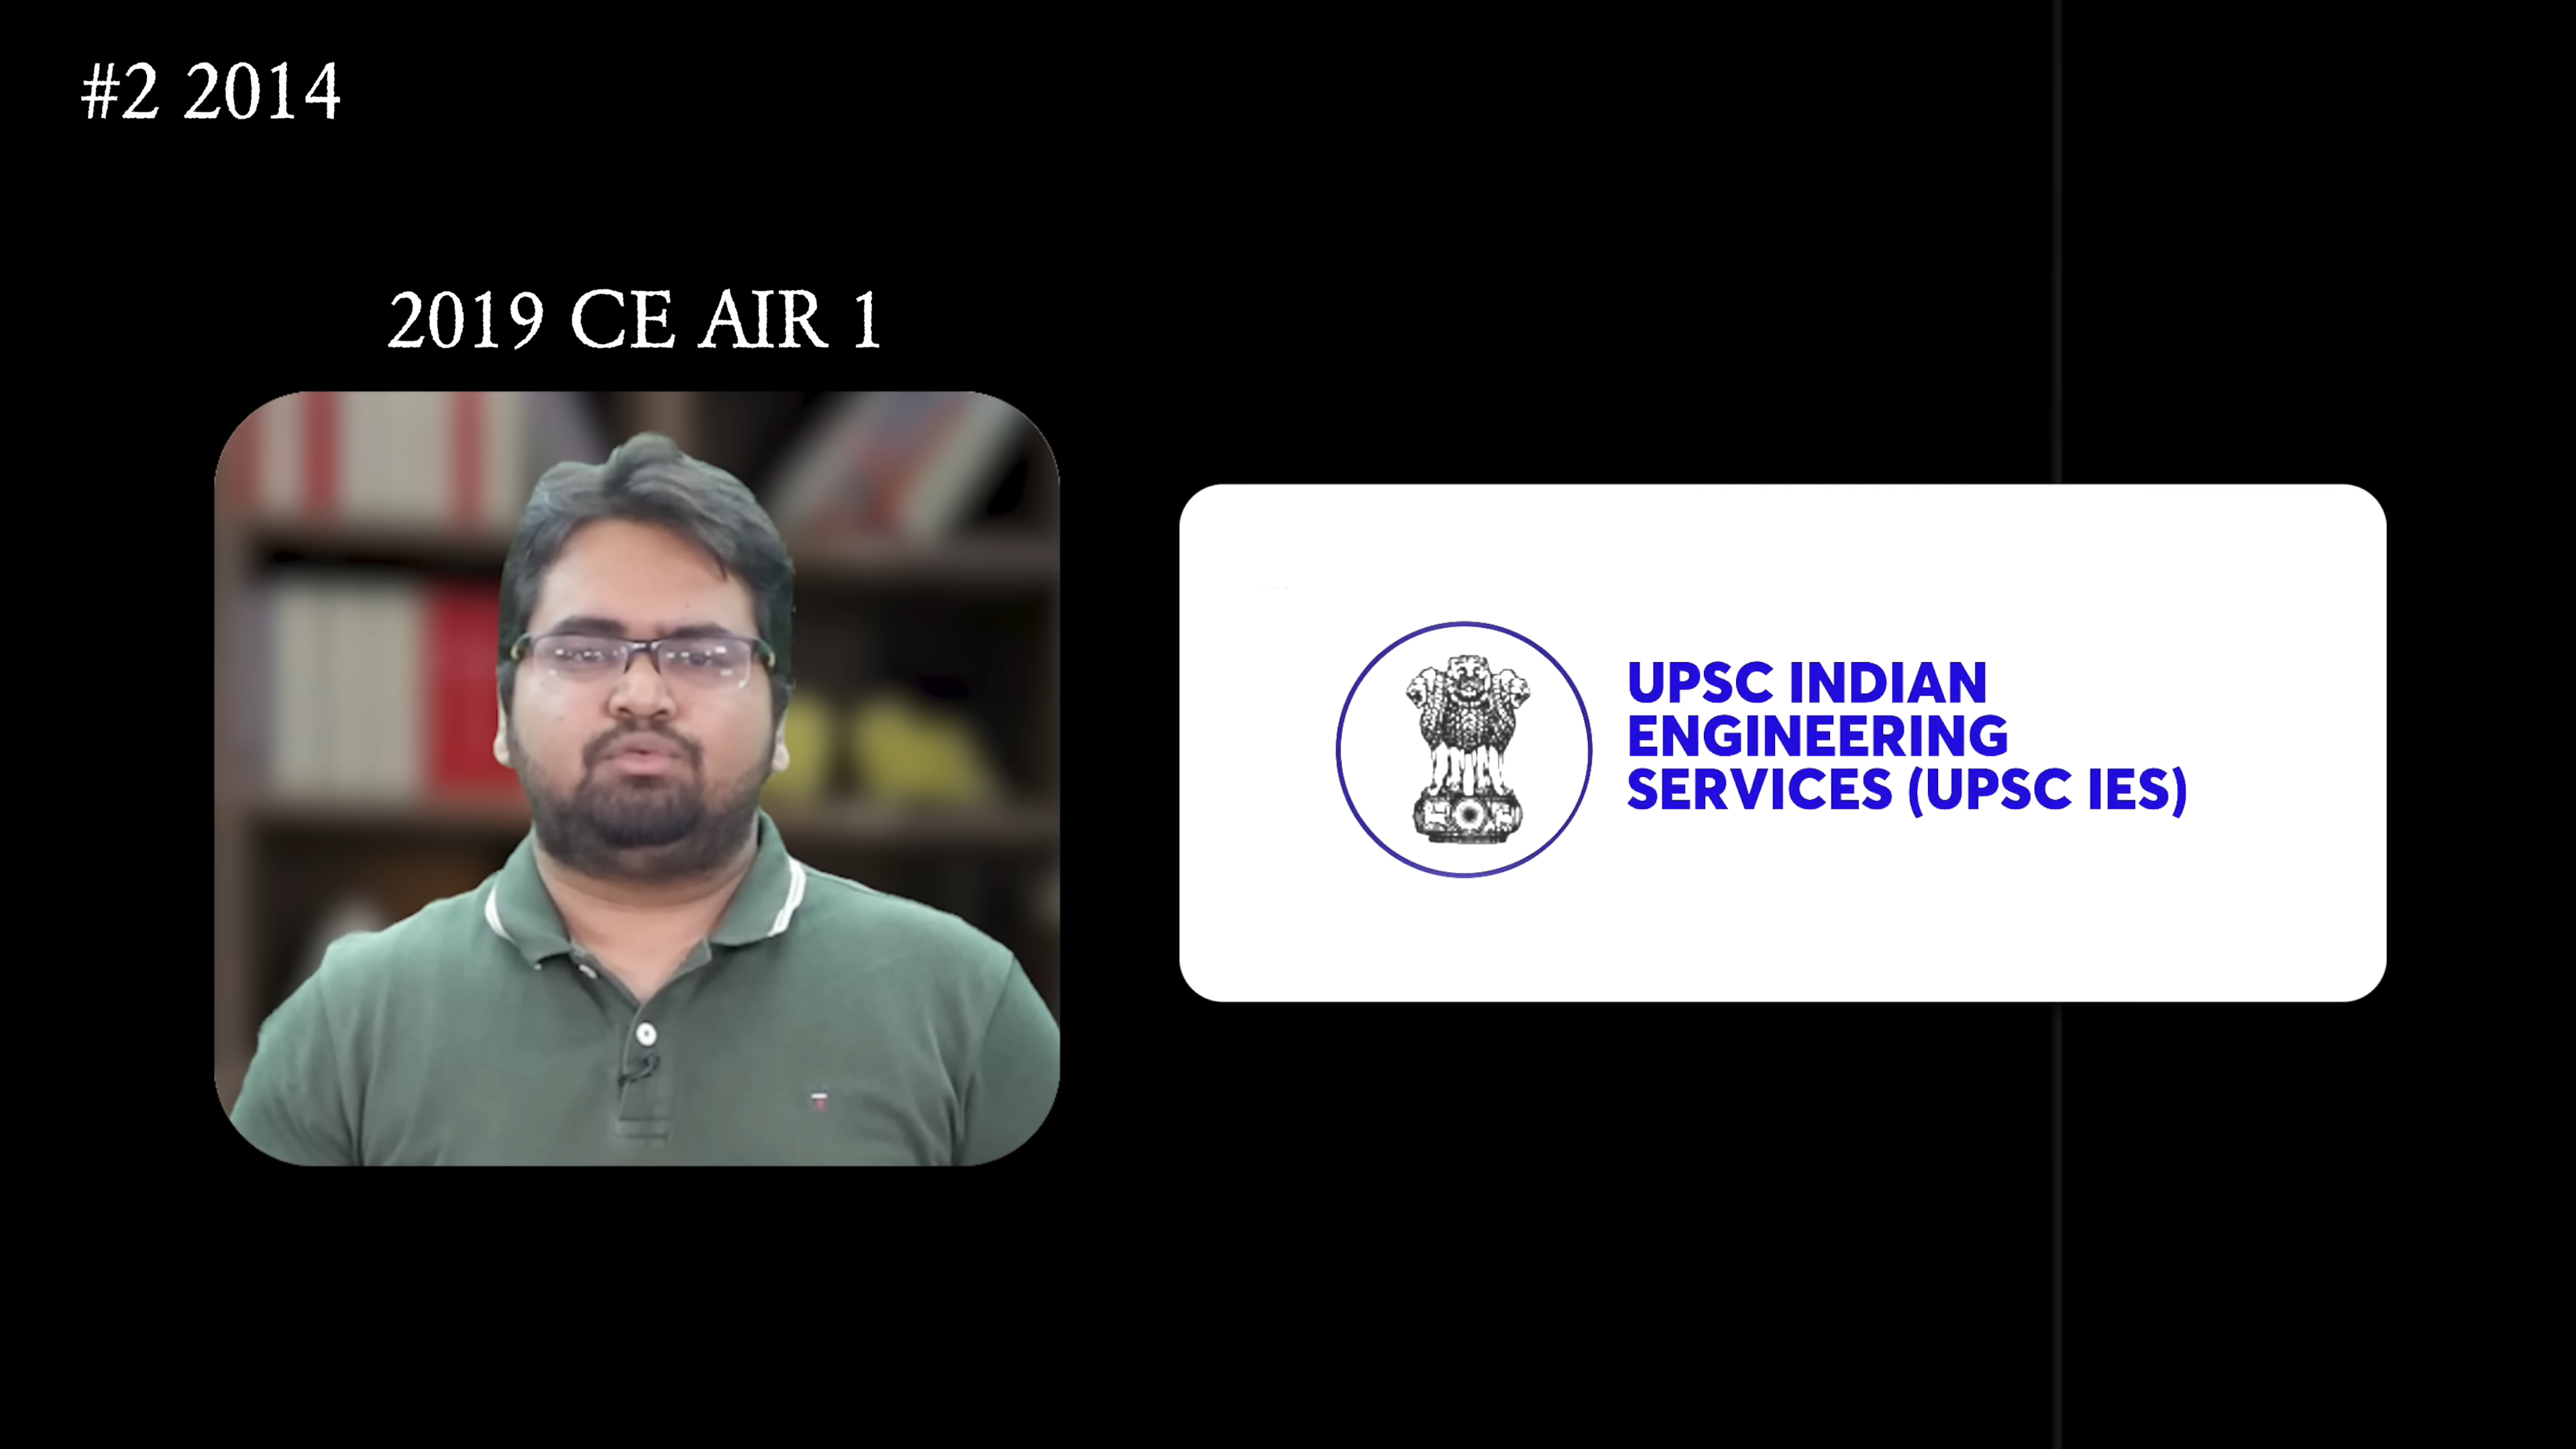 #2 2014
2019 CE AIR 1
UPSC INDIAN
ENGINEERING
SERVICES (UPSC IES)